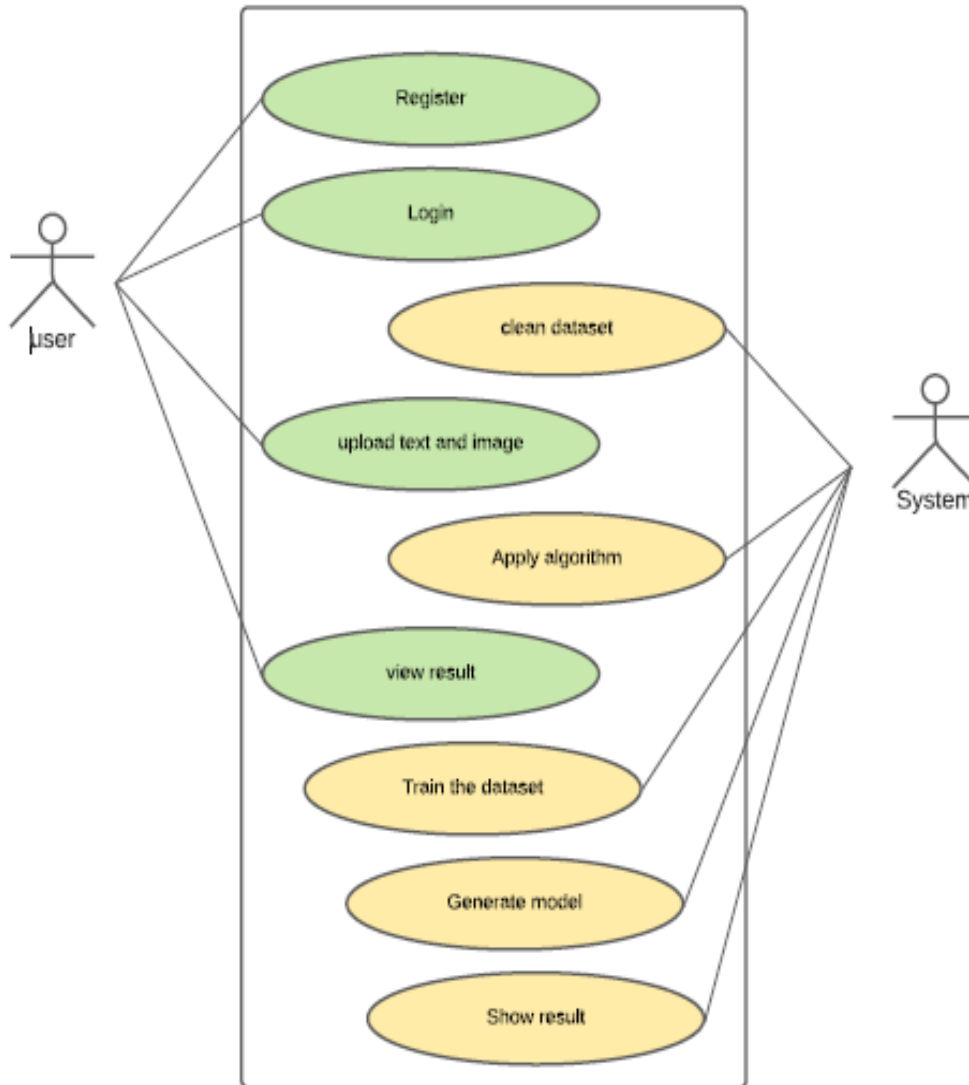 Register
Login
user
clean dataset
upload text and image
System
Apply algorithm
view result
Train the dataset
Generate model
Show result